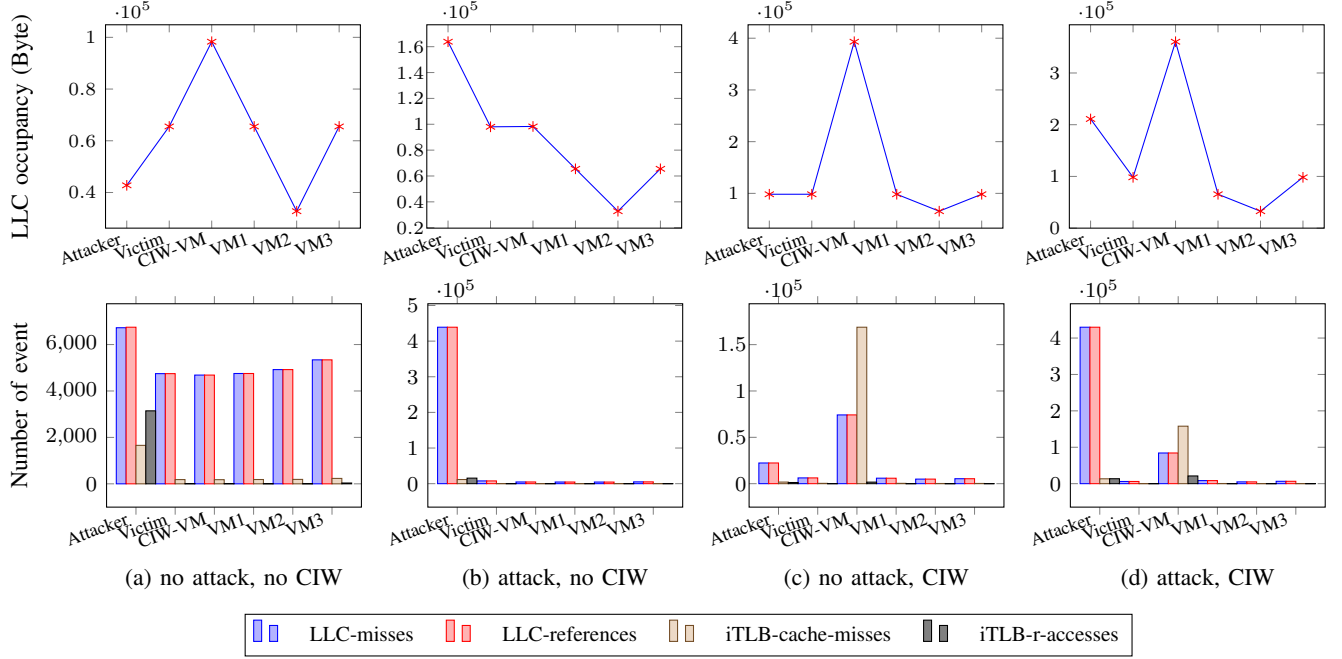 LLC occupancy (Byte)
·10^5
1
0.8
0.6
0.4
Attacker
Victim
CIW-VM
VM1
VM2
VM3
·10^5
1.6
1.4
1.2
1
0.8
0.6
0.4
0.2
Attacker
Victim
CIW-VM
VM1
VM2
VM3
·10^5
4
3
2
1
Attacker
Victim
CIW-VM
VM1
VM2
VM3
·10^5
3
2
1
0
Attacker
Victim
CIW-VM
VM1
VM2
VM3
Number of event
6,000
4,000
2,000
0
Attacker
Victim
CIW-VM
VM1
VM2
VM3
(a) no attack, no CIW
·10^5
5
4
3
2
1
0
Attacker
Victim
CIW-VM
VM1
VM2
VM3
(b) attack, no CIW
·10^5
1.5
1
0.5
0
Attacker
Victim
CIW-VM
VM1
VM2
VM3
(c) no attack, CIW
·10^5
4
3
2
1
0
Attacker
Victim
CIW-VM
VM1
VM2
VM3
(d) attack, CIW
LLC-misses LLC-references iTLB-cache-misses iTLB-r-accesses